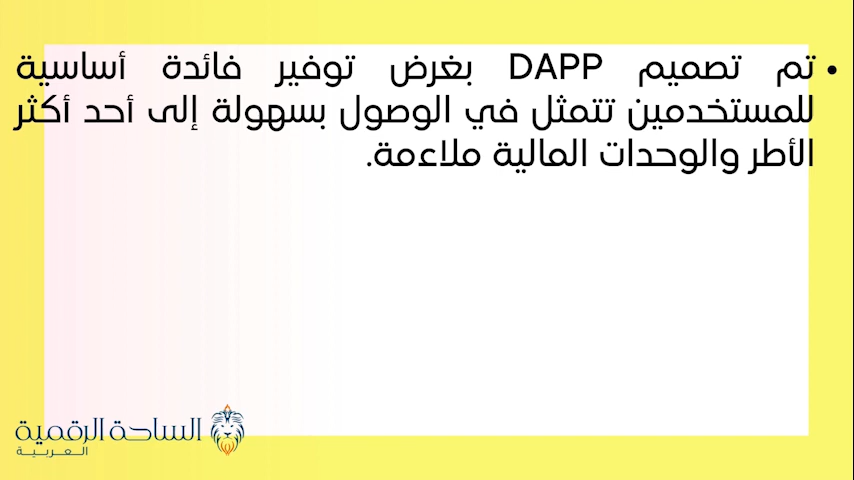 • تم تصميم DAPP بغرض توفير فائدة أساسية
للمستخدمين تتمثل في الوصول بسهولة إلى أحد أكثر
الأطر والوحدات المالية ملاءمة.
الساحة الرقمية
العربية